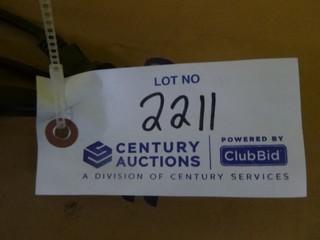 LOT NO
2211
CENTURY AUCTIONS
POWERED BY
ClubBid
A DIVISION OF CENTURY SERVICES